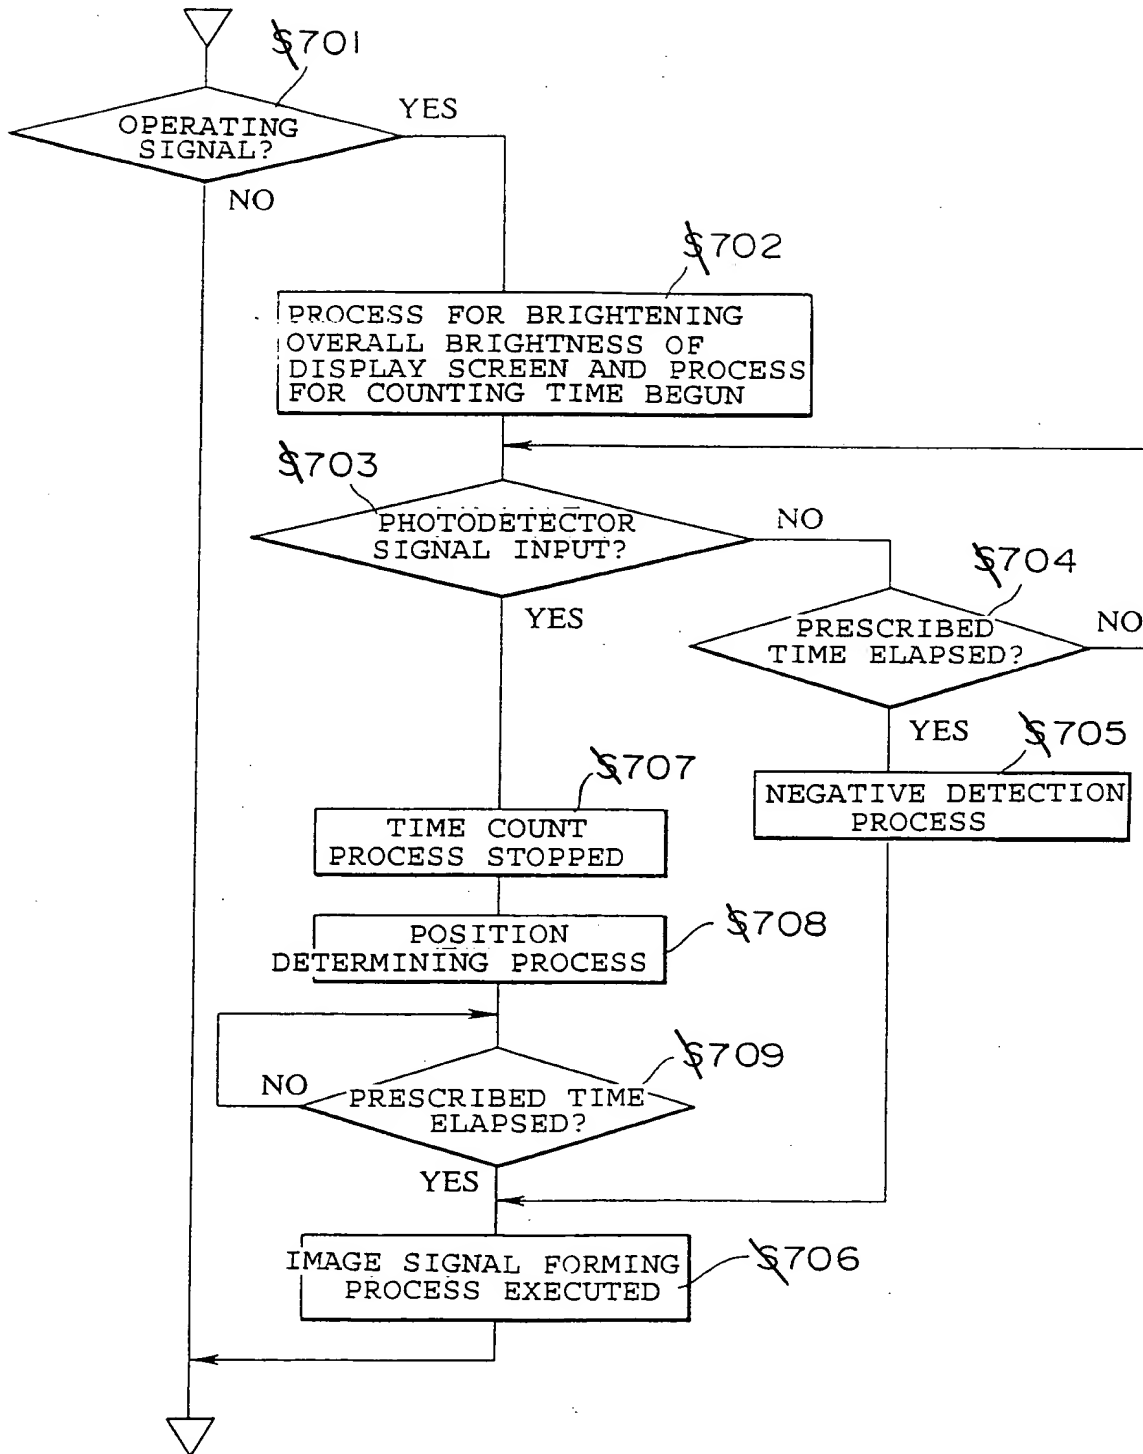 S701
OPERATING
SIGNAL?
YES
NO
S702
PROCESS FOR BRIGHTENING
OVERALL BRIGHTNESS OF
DISPLAY SCREEN AND PROCESS
FOR COUNTING TIME BEGUN
S703
PHOTODETECTOR
SIGNAL INPUT?
NO
YES
S704
PRESCRIBED
TIME ELAPSED?
NO
YES
S705
NEGATIVE DETECTION
PROCESS
S707
TIME COUNT
PROCESS STOPPED
S708
POSITION
DETERMINING PROCESS
S709
PRESCRIBED TIME
ELAPSED?
NO
YES
S706
IMAGE SIGNAL FORMING
PROCESS EXECUTED